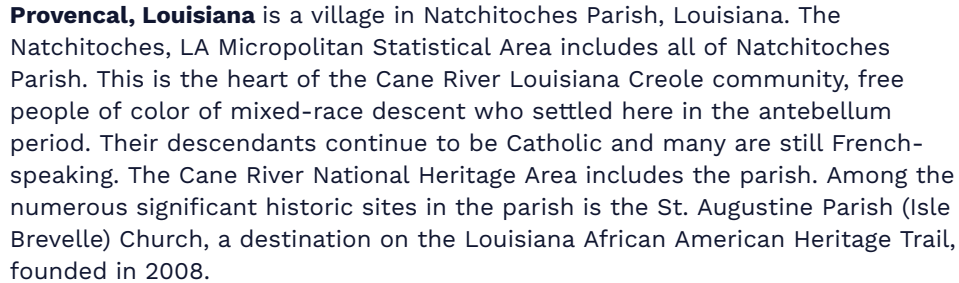 Provencal, Louisiana is a village in Natchitoches Parish, Louisiana. The
Natchitoches, LA Micropolitan Statistical Area includes all of Natchitoches
Parish. This is the heart of the Cane River Louisiana Creole community, free
people of color of mixed-race descent who settled here in the antebellum
period. Their descendants continue to be Catholic and many are still French-
speaking. The Cane River National Heritage Area includes the parish. Among the
numerous significant historic sites in the parish is the St. Augustine Parish (Isle
Brevelle) Church, a destination on the Louisiana African American Heritage Trail,
founded in 2008.